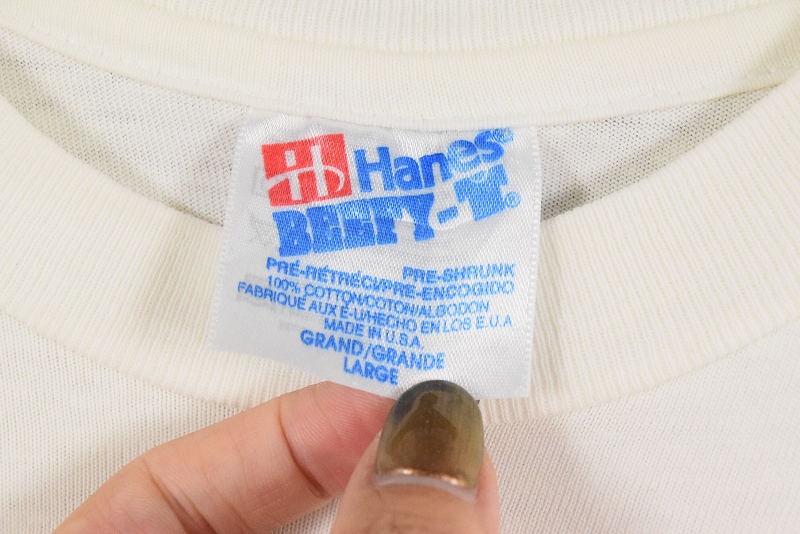 Hanes®
BEEFY-T.®
PRÉ-RÉTRÉCI/PRE-SHRUNK
PRE-ENCOGIDO
100% COTTON/COTON/ALGODON
FABRIQUÉ AUX É-U/HECHO EN LOS E.U.A
MADE IN U.S.A.
GRAND/GRANDE
LARGE